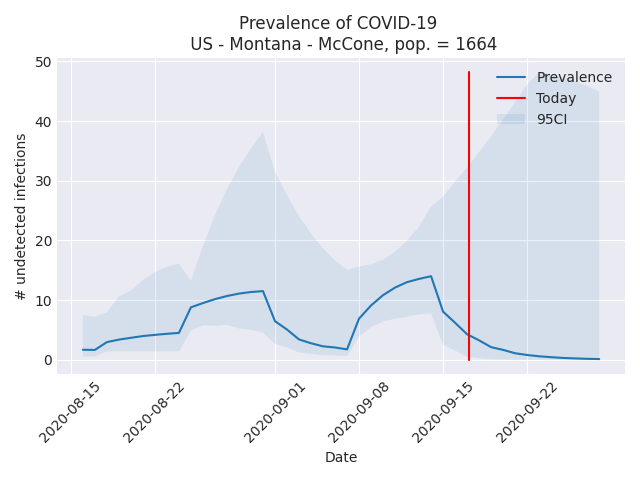 Prevalence of COVID-19
US - Montana - McCone, pop. = 1664
50
40
30
20
10
0
# undetected infections
Prevalence
Today
95CI
2020-08-15
2020-08-22
2020-09-01
2020-09-08
2020-09-15
2020-09-22
Date